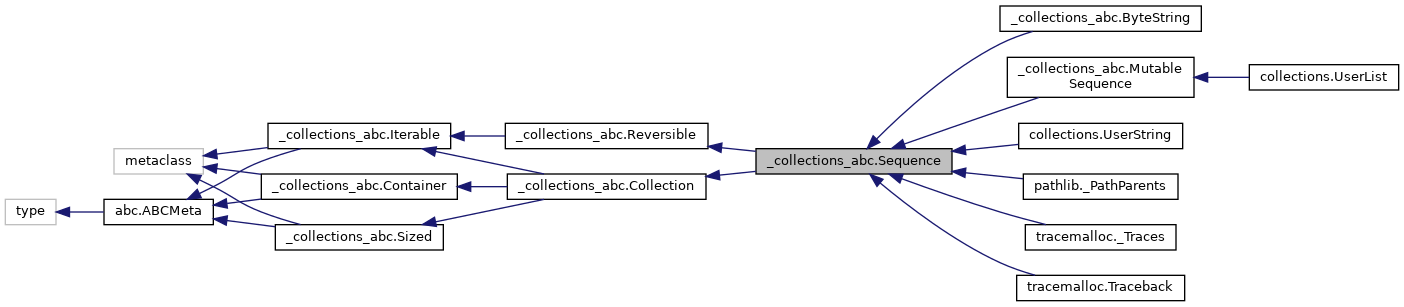 _collections_abc.ByteString
_collections_abc.Mutable
Sequence
collections.UserList
_collections_abc.Iterable
_collections_abc.Reversible
collections.UserString
metaclass
_collections_abc.Sequence
_collections_abc.Container
_collections_abc.Collection
pathlib._PathParents
type
abc.ABCMeta
_collections_abc.Sized
tracemalloc._Traces
tracemalloc.Traceback